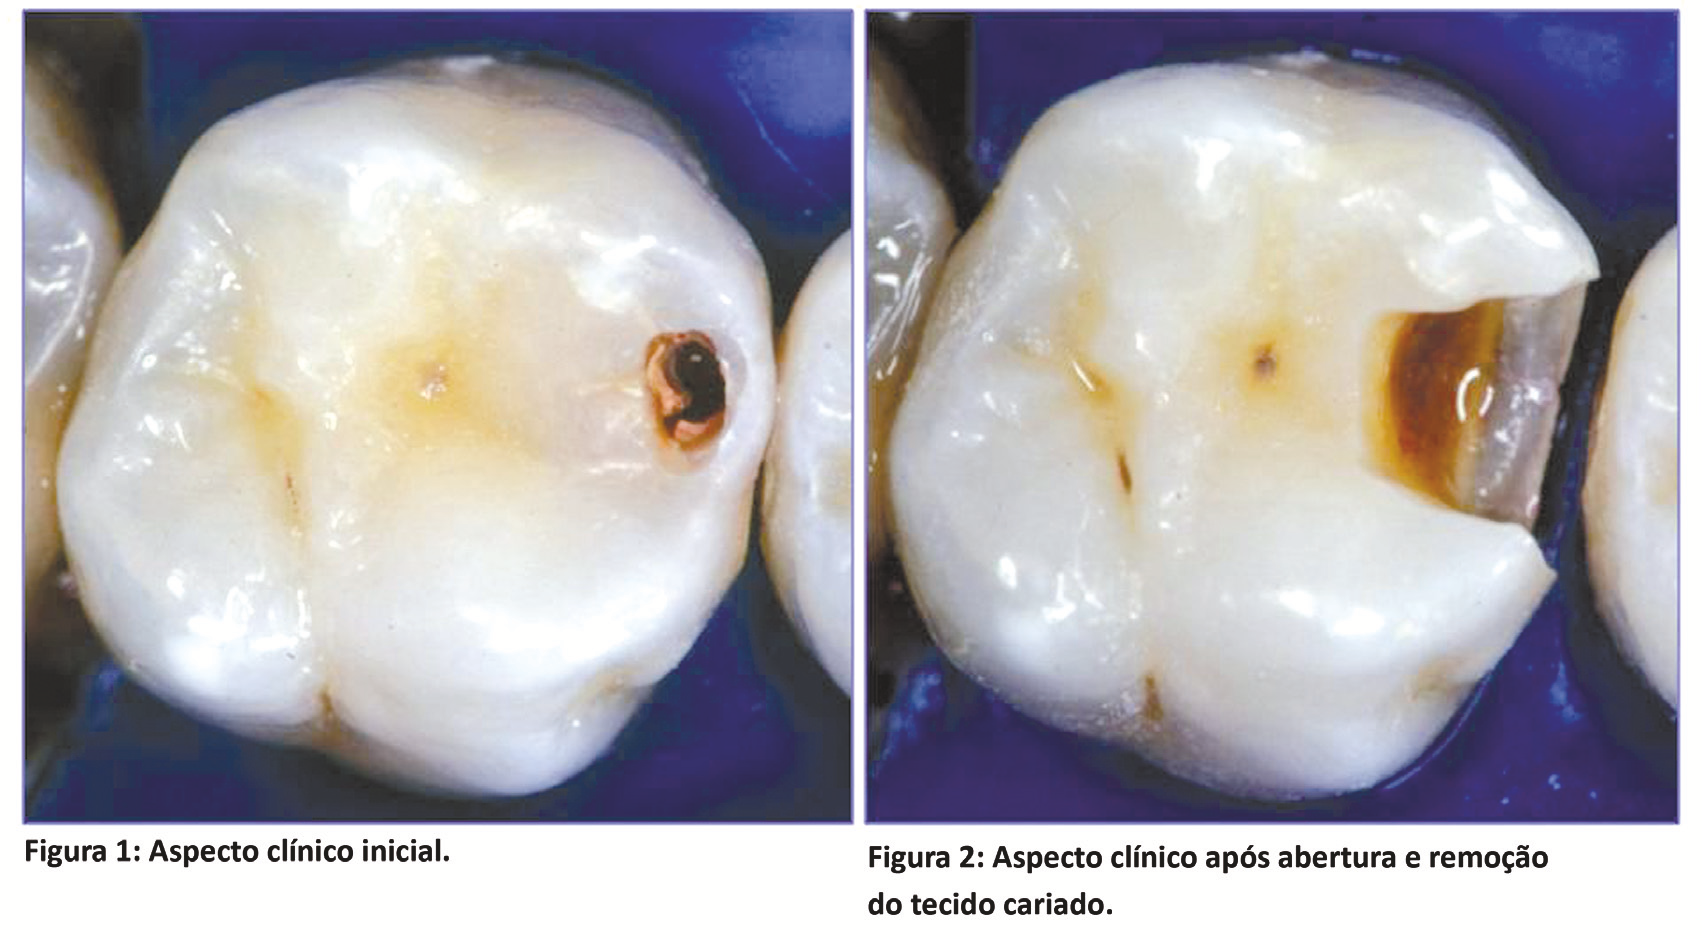 Figura 1: Aspecto clínico inicial.
Figura 2: Aspecto clínico após abertura e remoção
do tecido cariado.